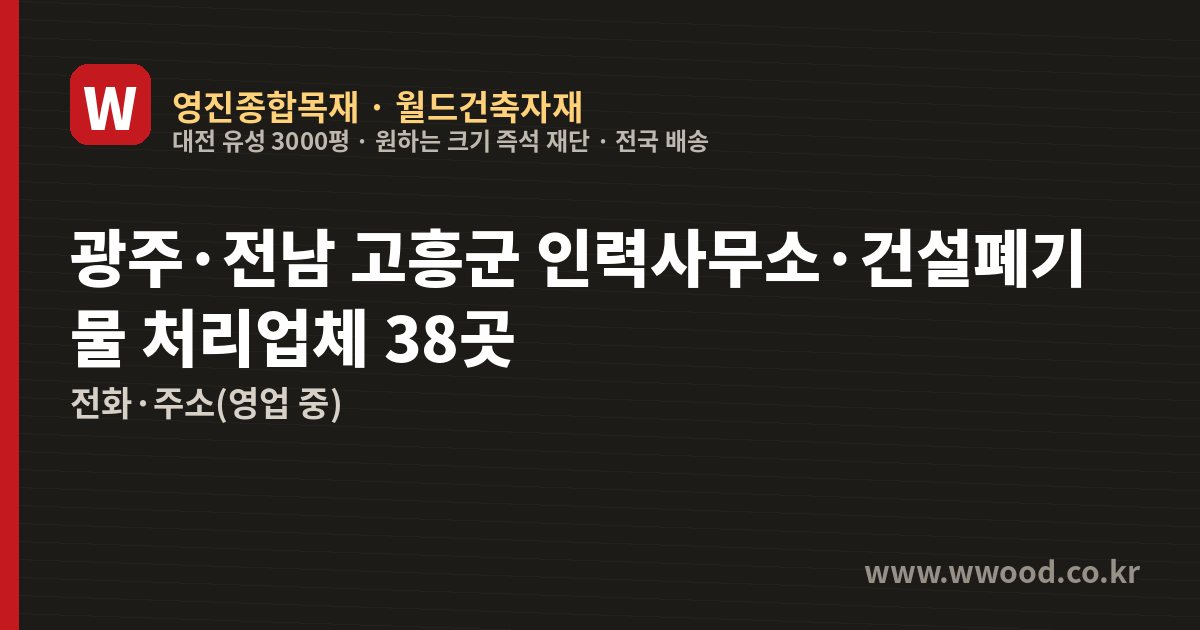 W
영진종합목재 · 월드건축자재
대전 유성 3000평 · 원하는 크기 즉석 재단 · 전국 배송
광주·전남 고흥군 인력사무소·건설폐기
물 처리업체 38곳
전화·주소(영업 중)
www.wwood.co.kr